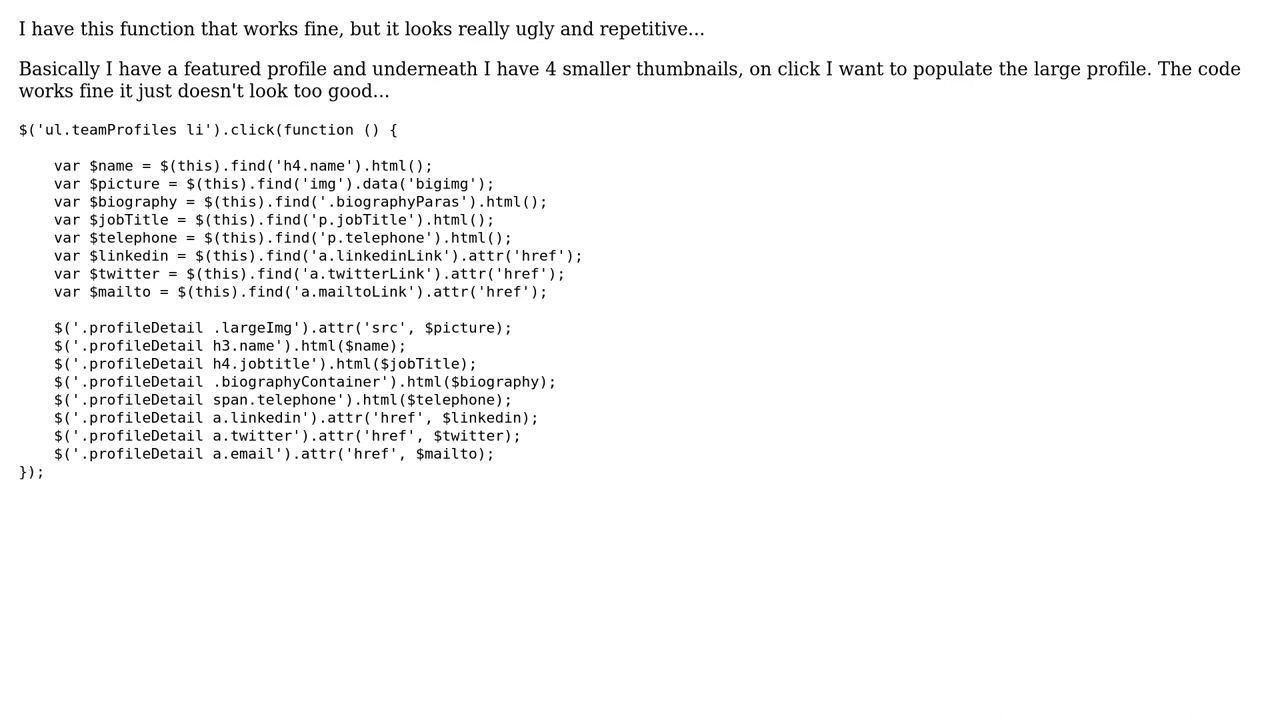 I have this function that works fine, but it looks really ugly and repetitive...
Basically I have a featured profile and underneath I have 4 smaller thumbnails, on click I want to populate the large profile. The code
works fine it just doesn't look too good...
$('ul.teamProfiles li').click(function () {
    var $name = $(this).find('h4.name').html();
    var $picture = $(this).find('img').data('bigimg');
    var $biography = $(this).find('.biographyParas').html();
    var $jobTitle = $(this).find('p.jobTitle').html();
    var $telephone = $(this).find('p.telephone').html();
    var $linkedin = $(this).find('a.linkedinLink').attr('href');
    var $twitter = $(this).find('a.twitterLink').attr('href');
    var $mailto = $(this).find('a.mailtoLink').attr('href');
    $('.profileDetail .largeImg').attr('src', $picture);
    $('.profileDetail h3.name').html($name);
    $('.profileDetail h4.jobtitle').html($jobTitle);
    $('.profileDetail .biographyContainer').html($biography);
    $('.profileDetail span.telephone').html($telephone);
    $('.profileDetail a.linkedin').attr('href', $linkedin);
    $('.profileDetail a.twitter').attr('href', $twitter);
    $('.profileDetail a.email').attr('href', $mailto);
});